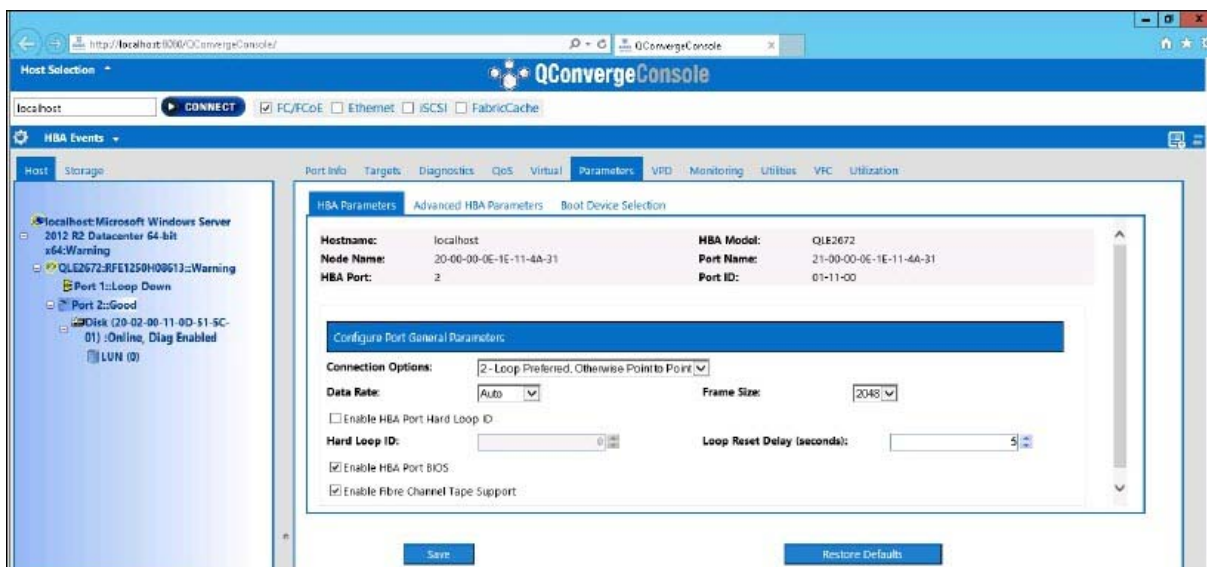 http://localhost:8080/QConvergeConsole/
QConvergeConsole
Host Selection
QConvergeConsole
localhost
CONNECT
FC/FCoE Ethernet iSCSI FabricCache
HBA Events
Host Storage
Port Info Targets Diagnostics QoS Virtual Parameters VPD Monitoring Utilities VFC Utilization
HBA Parameters Advanced HBA Parameters Boot Device Selection
localhost:Microsoft Windows Server
2012 R2 Datacenter 64-bit
x64:Warning
QLE2672:RFE1250H08613::Warning
Port 1::Loop Down
Port 2::Good
Disk (20-02-00-11-0D-51-5C-
01) :Online, Diag Enabled
LUN (0)
Hostname: localhost HBA Model: QLE2672
Node Name: 20-00-00-0E-1E-11-4A-31 Port Name: 21-00-00-0E-1E-11-4A-31
HBA Port: 2 Port ID: 01-11-00
Configure Port General Parameters
Connection Options: 2 - Loop Preferred, Otherwise Point to Point
Data Rate: Auto Frame Size: 2048
Enable HBA Port Hard Loop ID
Hard Loop ID: 0 Loop Reset Delay (seconds): 5
Enable HBA Port BIOS
Enable Fibre Channel Tape Support
Save Restore Defaults